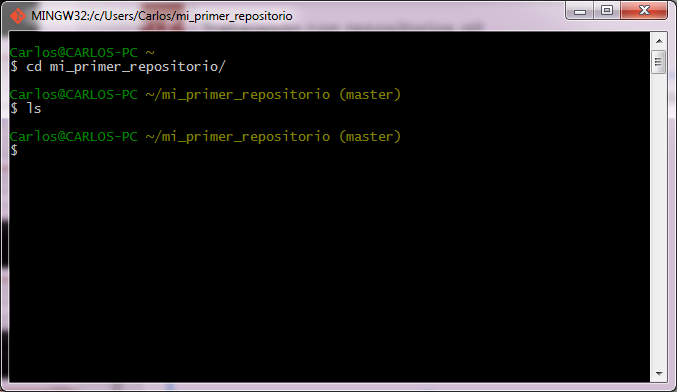 MINGW32:/c/Users/Carlos/mi_primer_repositorio
Carlos@CARLOS-PC ~
$ cd mi_primer_repositorio/
Carlos@CARLOS-PC ~/mi_primer_repositorio (master)
$ ls
Carlos@CARLOS-PC ~/mi_primer_repositorio (master)
$